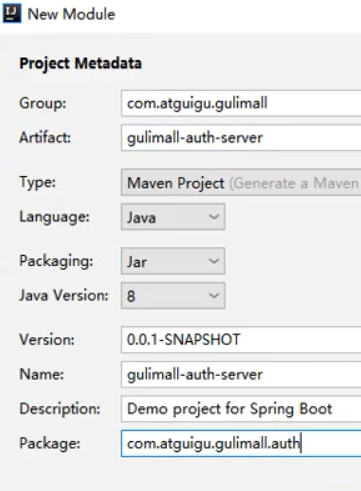 New Module
Project Metadata
Group: com.atguigu.gulimall
Artifact: gulimall-auth-server
Type: Maven Project (Generate a Maven
Language: Java
Packaging: Jar
Java Version: 8
Version: 0.0.1-SNAPSHOT
Name: gulimall-auth-server
Description: Demo project for Spring Boot
Package: com.atguigu.gulimall.auth